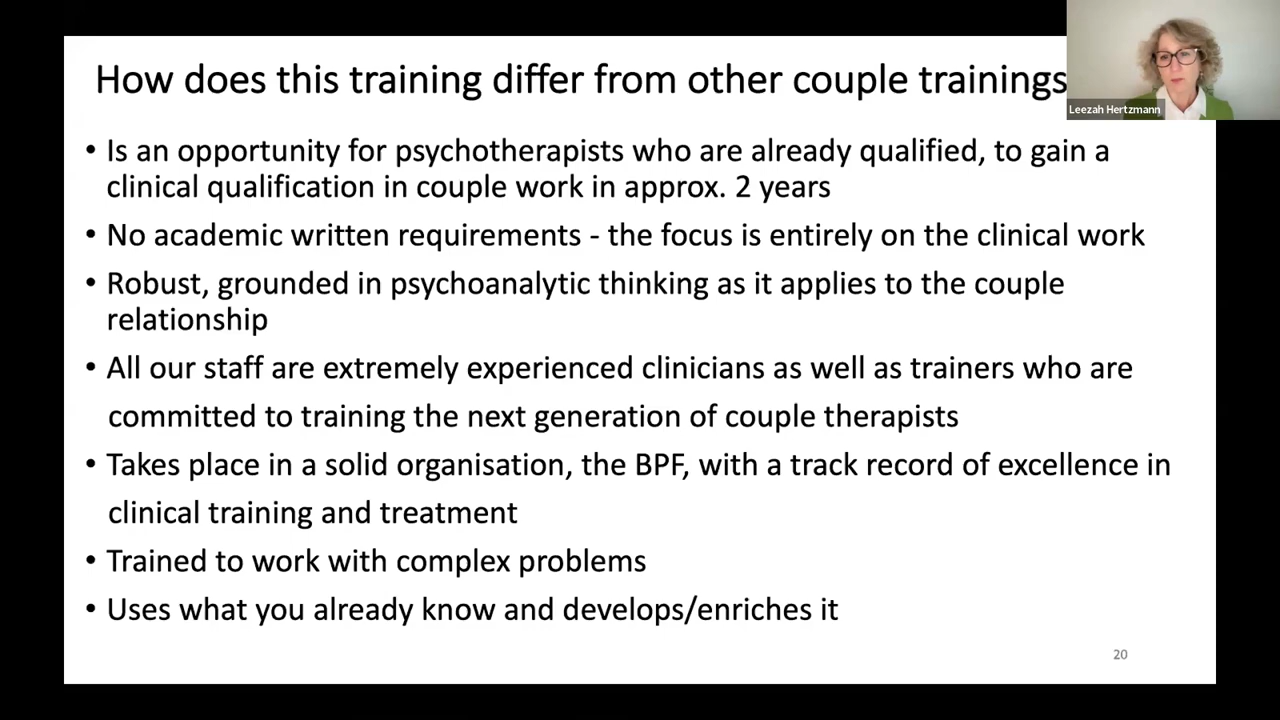 How does this training differ from other couple trainings
Leezah Hertzmann
• Is an opportunity for psychotherapists who are already qualified, to gain a
clinical qualification in couple work in approx. 2 years
• No academic written requirements - the focus is entirely on the clinical work
• Robust, grounded in psychoanalytic thinking as it applies to the couple
relationship
• All our staff are extremely experienced clinicians as well as trainers who are
committed to training the next generation of couple therapists
• Takes place in a solid organisation, the BPF, with a track record of excellence in
clinical training and treatment
• Trained to work with complex problems
• Uses what you already know and develops/enriches it
20